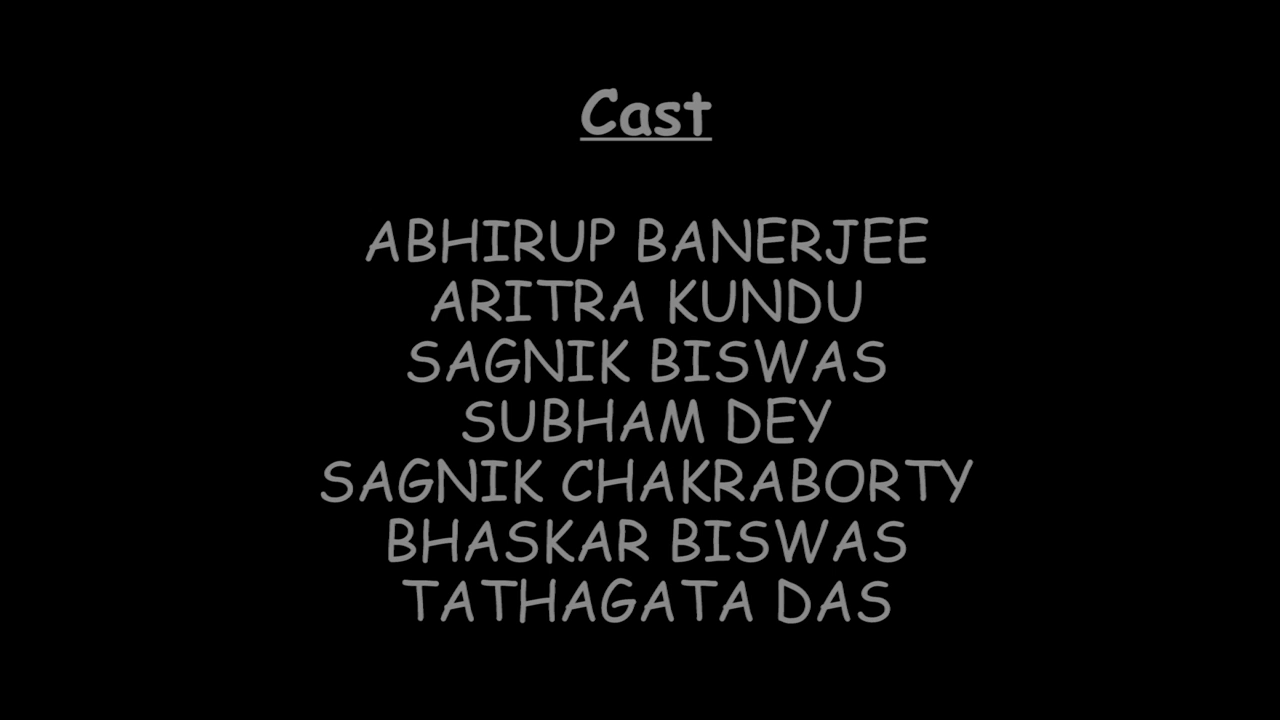 Cast
ABHIRUP BANERJEE
ARITRA KUNDU
SAGNIK BISWAS
SUBHAM DEY
SAGNIK CHAKRABORTY
BHASKAR BISWAS
TATHAGATA DAS